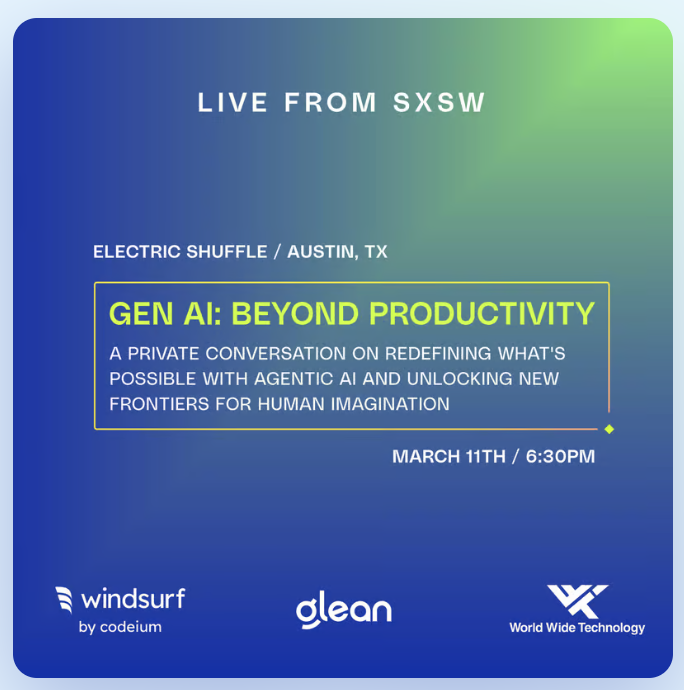 LIVE FROM SXSW
ELECTRIC SHUFFLE / AUSTIN, TX
GEN AI: BEYOND PRODUCTIVITY
A PRIVATE CONVERSATION ON REDEFINING WHAT'S
POSSIBLE WITH AGENTIC AI AND UNLOCKING NEW
FRONTIERS FOR HUMAN IMAGINATION
MARCH 11TH / 6:30PM
windsurf
by codeium
glean
World Wide Technology